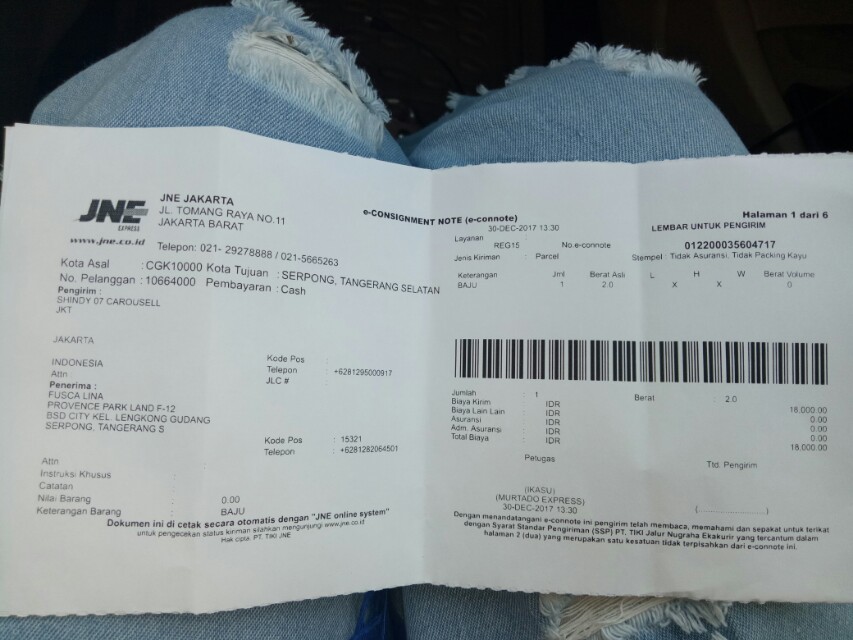 JNE
EXPRESS
www.jne.co.id
JNE JAKARTA
JL. TOMANG RAYA NO.11
JAKARTA BARAT
Telepon: 021- 29278888 / 021-5665263
Kota Asal : CGK10000 Kota Tujuan : SERPONG, TANGERANG SELATAN
No. Pelanggan : 10664000 Pembayaran : Cash
Pengirim :
SHINDY 07 CAROUSELL
JKT
JAKARTA
INDONESIA
Attn
Kode Pos :
Telepon : +6281295000917
JLC # :
Penerima :
FUSCA LINA
PROVENCE PARK LAND F-12
BSD CITY KEL. LENGKONG GUDANG
SERPONG, TANGERANG S
Kode Pos : 15321
Telepon : +6281282064501
Attn
Instruksi Khusus
Catatan
Nilai Barang : 0.00
Keterangan Barang : BAJU
Dokumen ini di cetak secara otomatis dengan "JNE online system"
untuk pengecekan status kiriman silahkan mengunjungi www.jne.co.id
Hak cipta. PT. TIKI JNE
e-CONSIGNMENT NOTE (e-connote)
Halaman 1 dari 6
30-DEC-2017 13.30
LEMBAR UNTUK PENGIRIM
Layanan : REG15 No.e-connote 012200035604717
Jenis Kiriman : Parcel Stempel : Tidak Asuransi, Tidak Packing Kayu
Keterangan Jml Berat Asli L H W Berat Volume
BAJU 1 2.0 X X 0
Jumlah : 1 Berat : 2.0
Biaya Kirim IDR 18,000.00
Biaya Lain Lain IDR 0.00
Asuransi IDR 0.00
Adm. Asuransi IDR 0.00
Total Biaya IDR 18,000.00
Petugas Ttd. Pengirim
(IKASU)
(MURTADO EXPRESS)
30-DEC-2017 13.30
(........................)
Dengan menandatangani e-connote ini pengirim telah membaca, memahami dan sepakat untuk terikat
dengan Syarat Standar Pengiriman (SSP) PT. TIKI Jalur Nugraha Ekakurir yang tercantum dalam
halaman 2 (dua) yang merupakan satu kesatuan tidak terpisahkan dari e-connote ini.